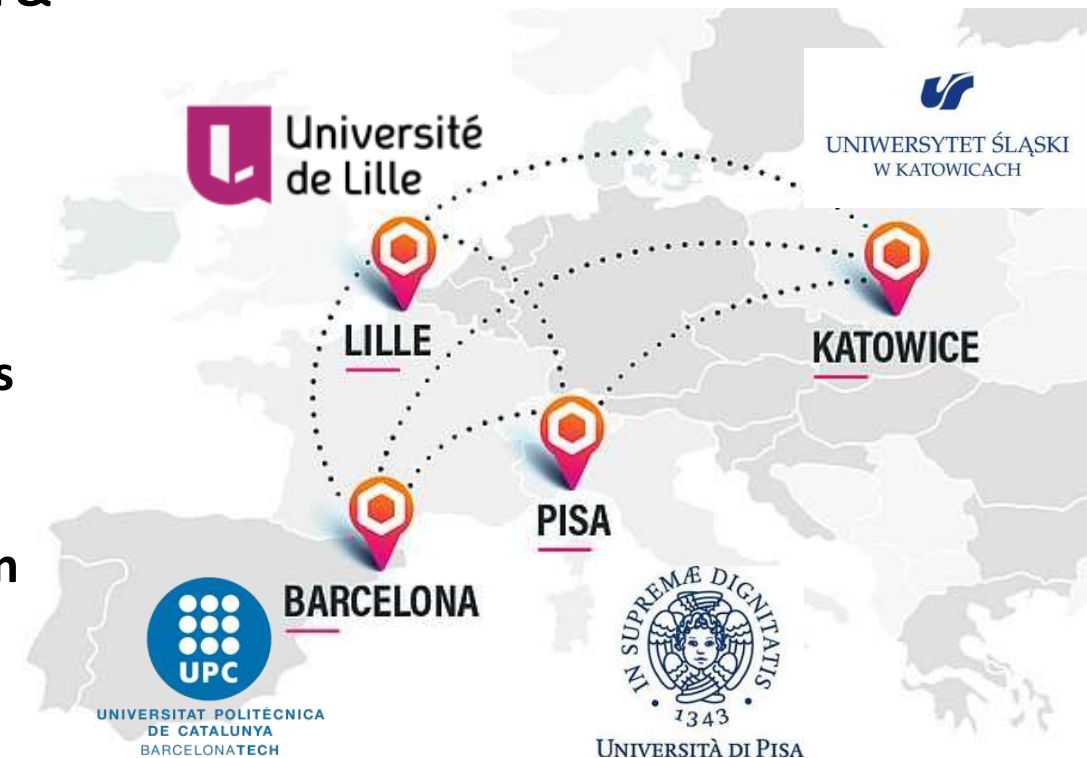 &
Université
de Lille
UNIWERSYTET ŚLĄSKI
W KATOWICACH
LILLE
KATOWICE
s
PISA
n
BARCELONA
UPC
UNIVERSITAT POLITÈCNICA
DE CATALUNYA
BARCELONATECH
IN SUPREMÆ DIGNITATIS
1343
UNIVERSITÀ DI PISA